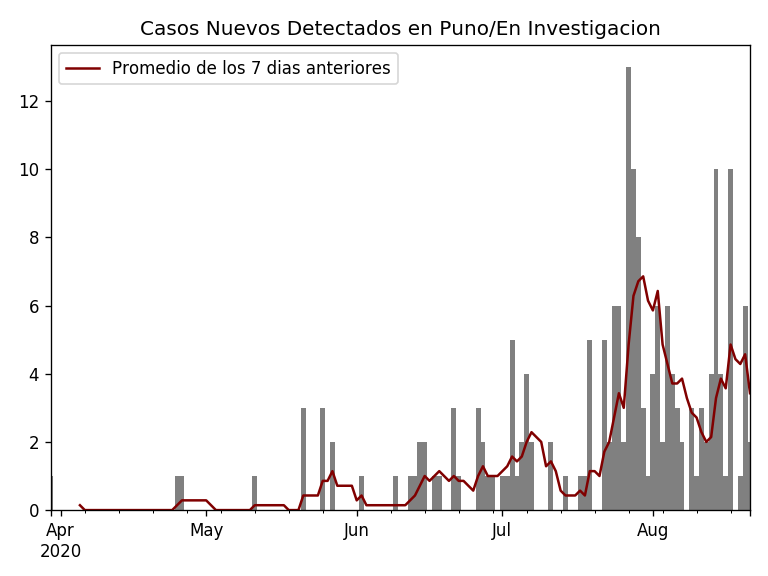 Casos Nuevos Detectados en Puno/En Investigacion
Promedio de los 7 dias anteriores
12
10
8
6
4
2
0
Apr May Jun Jul Aug
2020